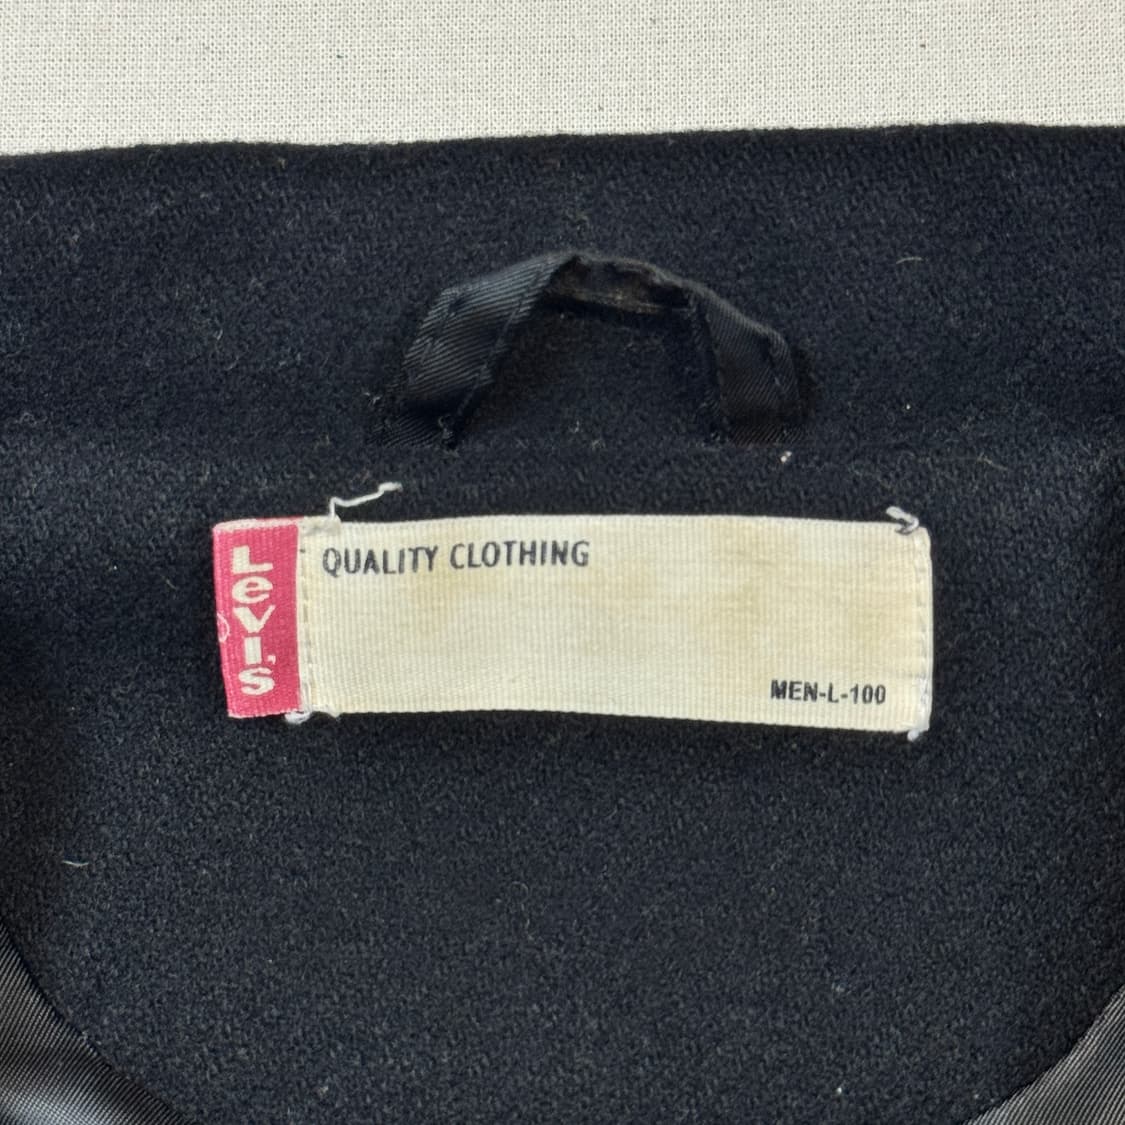 LeVI.S
®
QUALITY CLOTHING
MEN-L-100